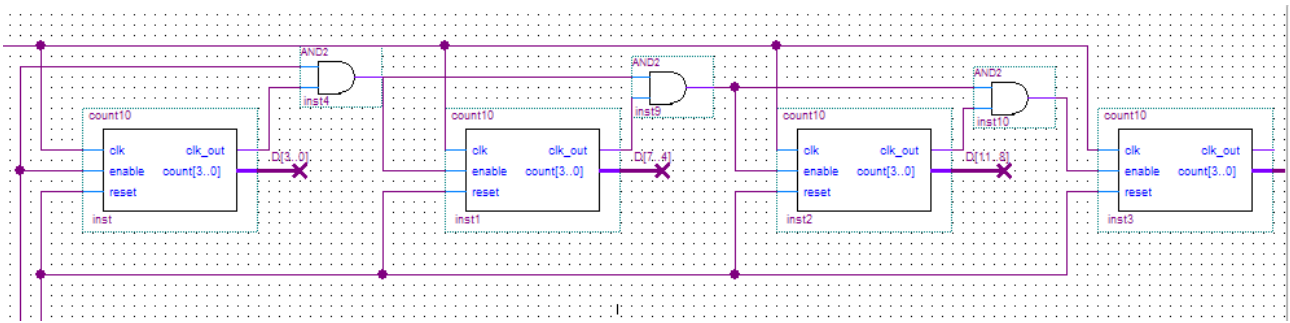 AND2
inst4
AND2
inst9
AND2
inst10
count10
clk
enable
reset
clk_out
count[3..0]
inst
D[3..0]
count10
clk
enable
reset
clk_out
count[3..0]
inst1
D[7..4]
count10
clk
enable
reset
clk_out
count[3..0]
inst2
D[11..8]
count10
clk
enable
reset
clk_out
count[3..0]
inst3